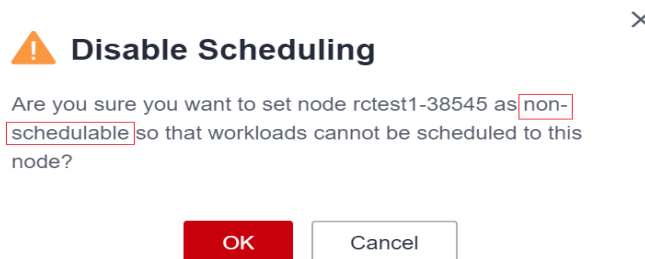 Disable Scheduling
Are you sure you want to set node rctest1-38545 as non-
schedulable so that workloads cannot be scheduled to this
node?
OK Cancel